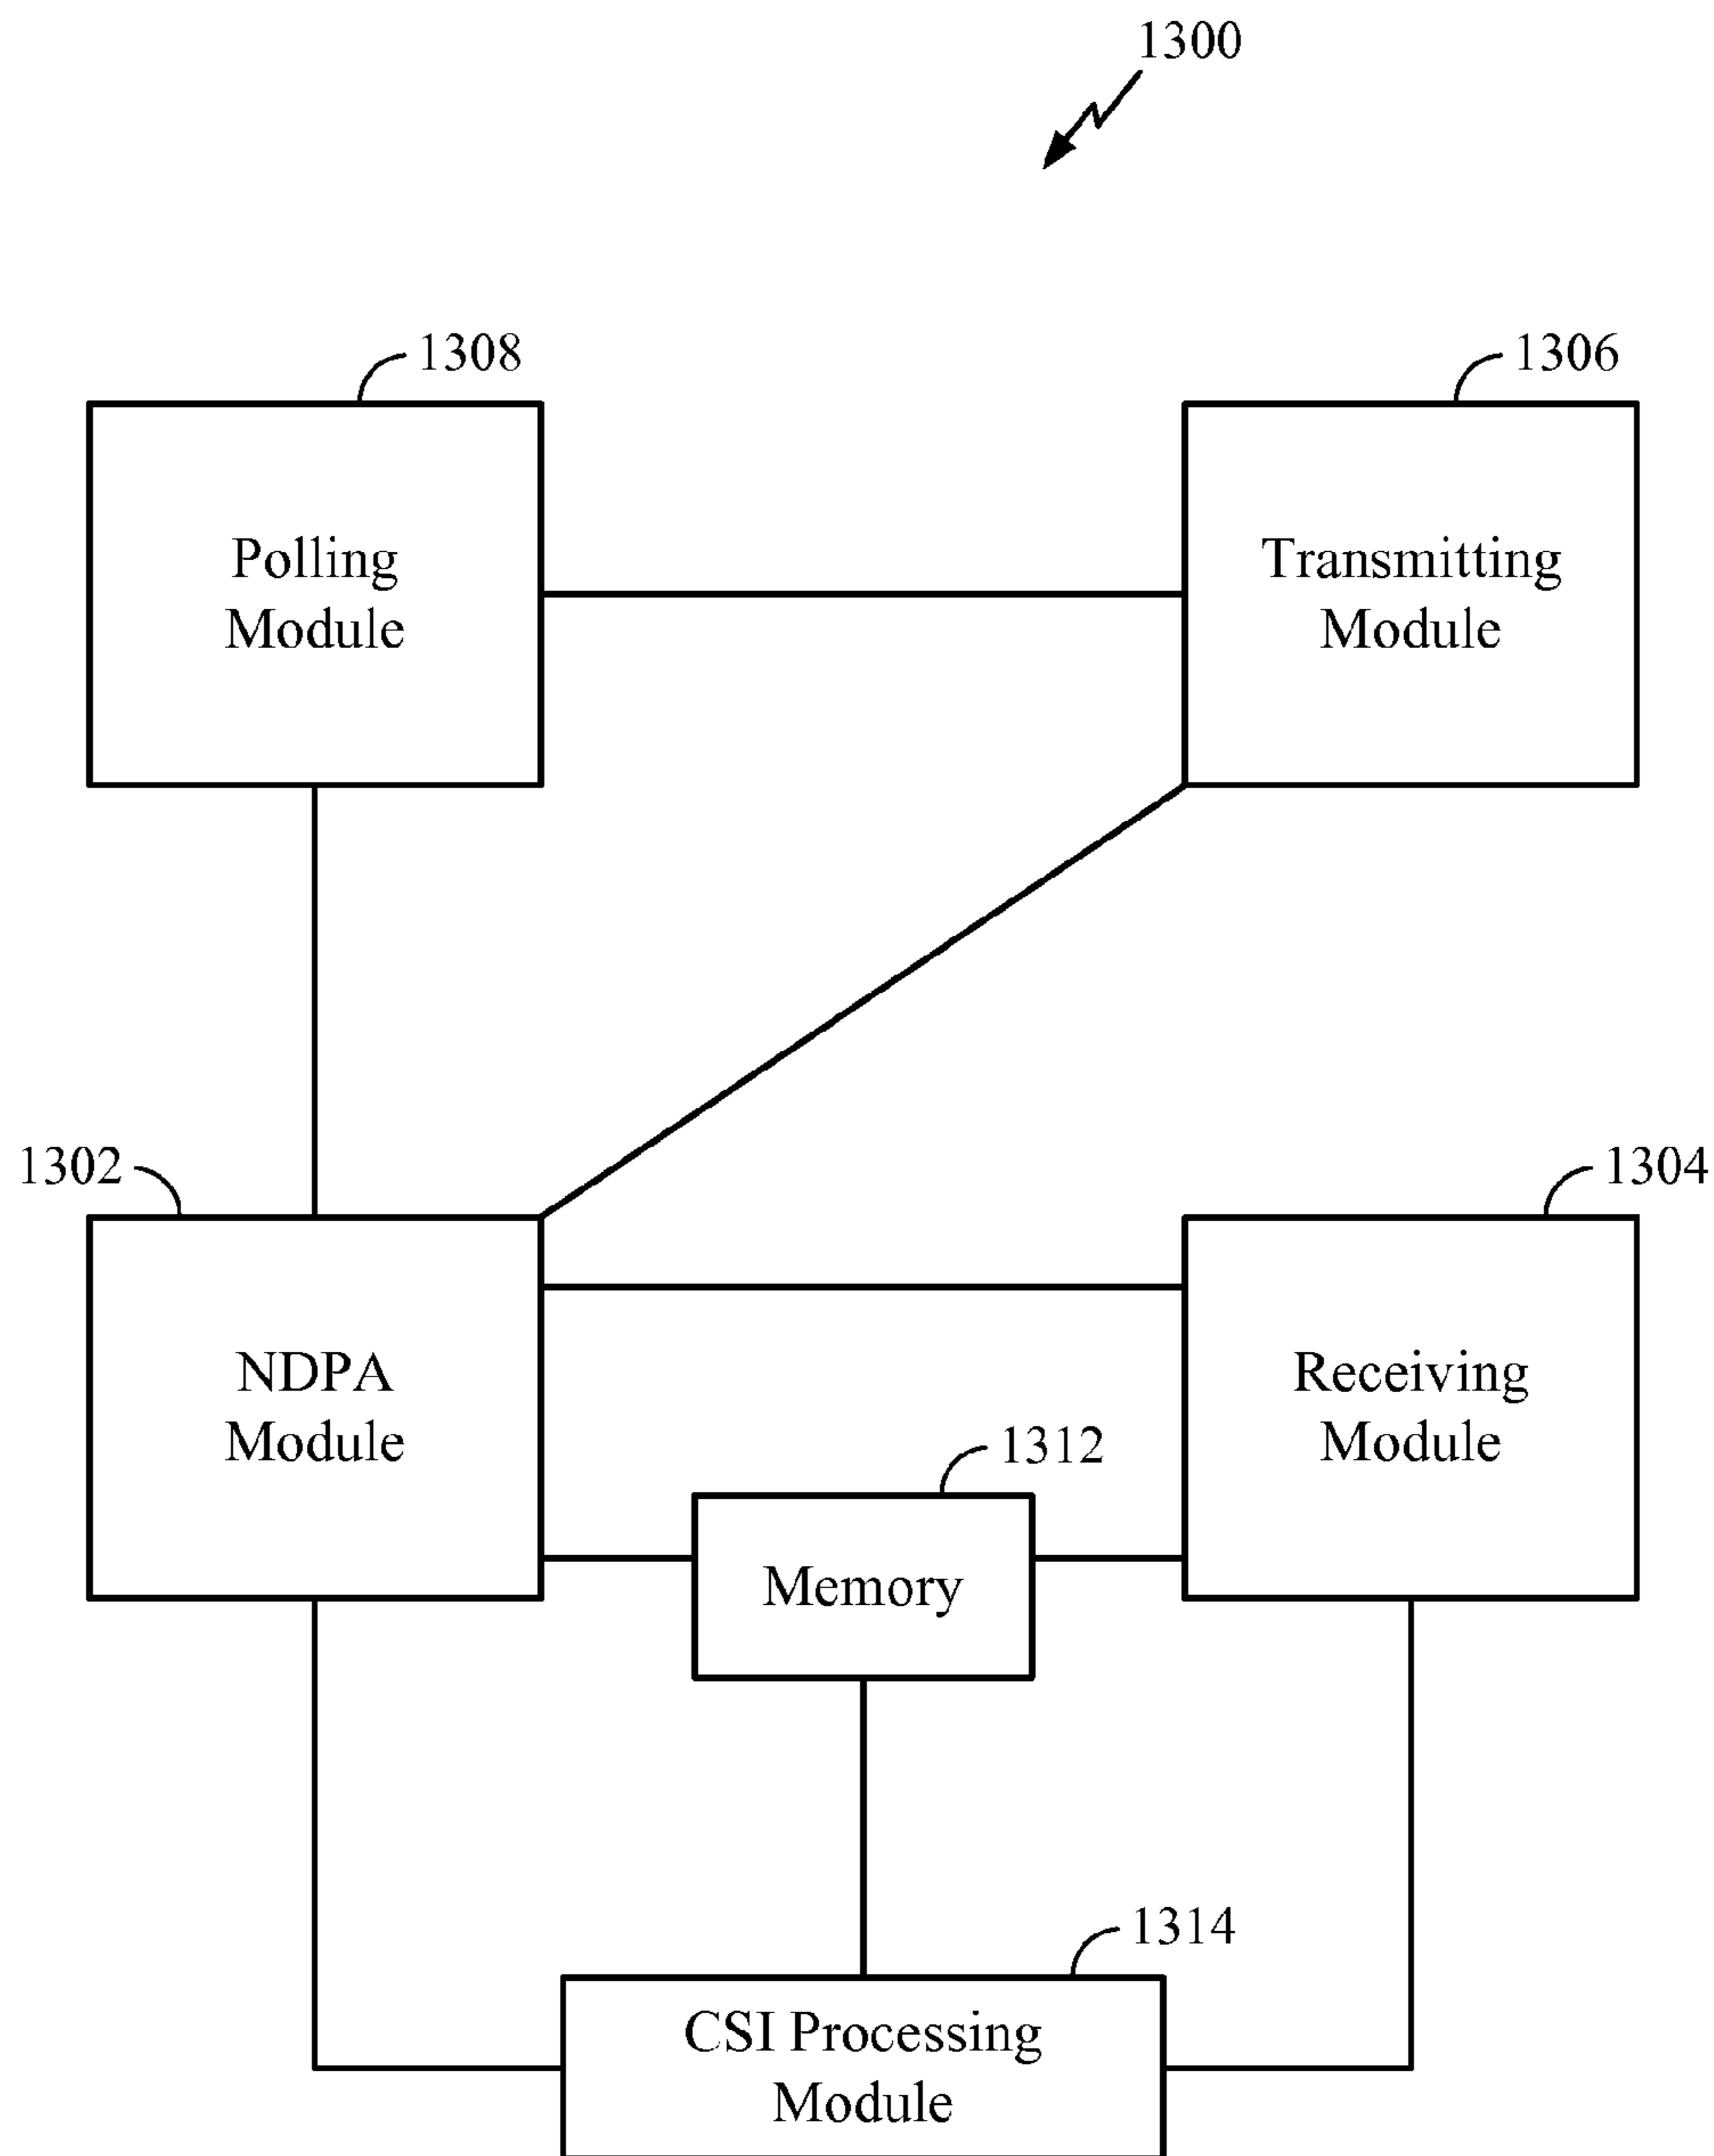 1300
1308
1306
Polling
Module
Transmitting
Module
1302
1304
NDPA
Module
Receiving
Module
1312
Memory
1314
CSI Processing
Module